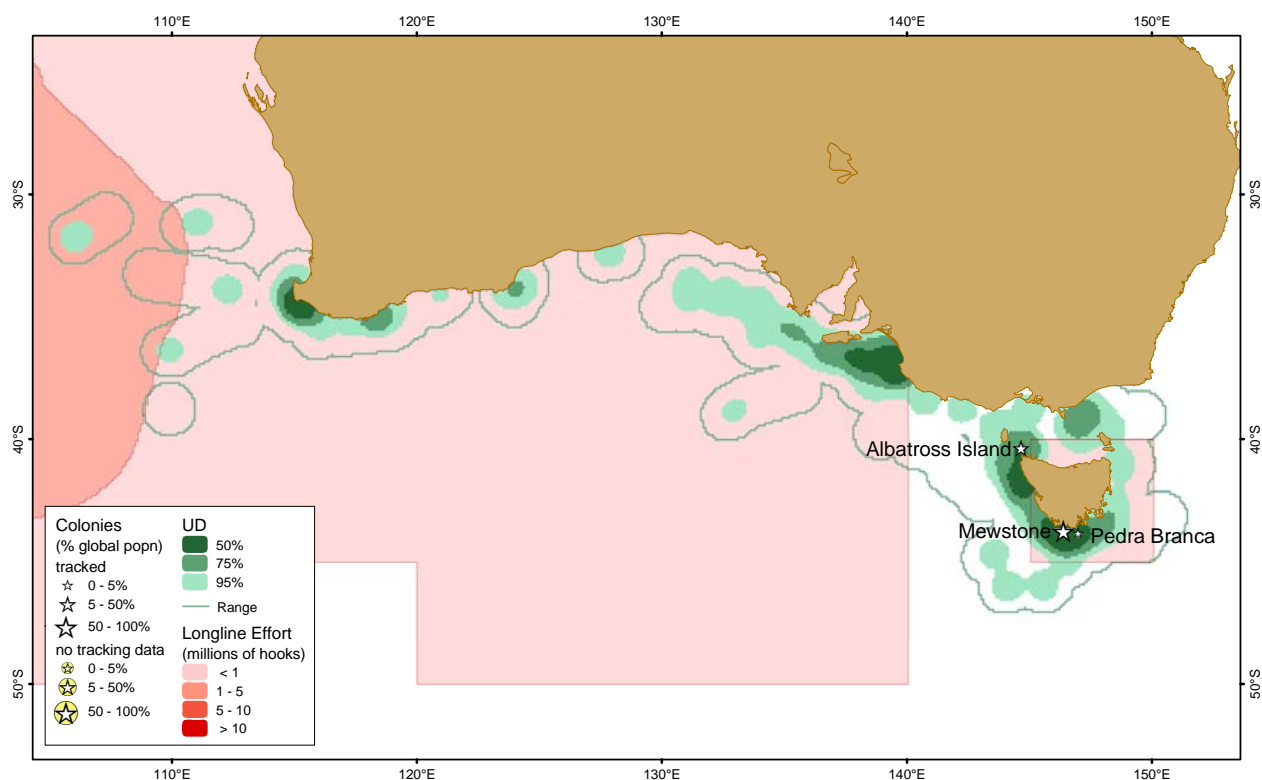 110°E 120°E 130°E 140°E 150°E
30°S 30°S
40°S 40°S
Albatross Island
Mewstone Pedra Branca
50°S 50°S
Colonies
(% global popn)
tracked
0 - 5%
5 - 50%
50 - 100%
no tracking data
0 - 5%
5 - 50%
50 - 100%
UD
50%
75%
95%
Range
Longline Effort
(millions of hooks)
< 1
1 - 5
5 - 10
> 10
110°E 120°E 130°E 140°E 150°E